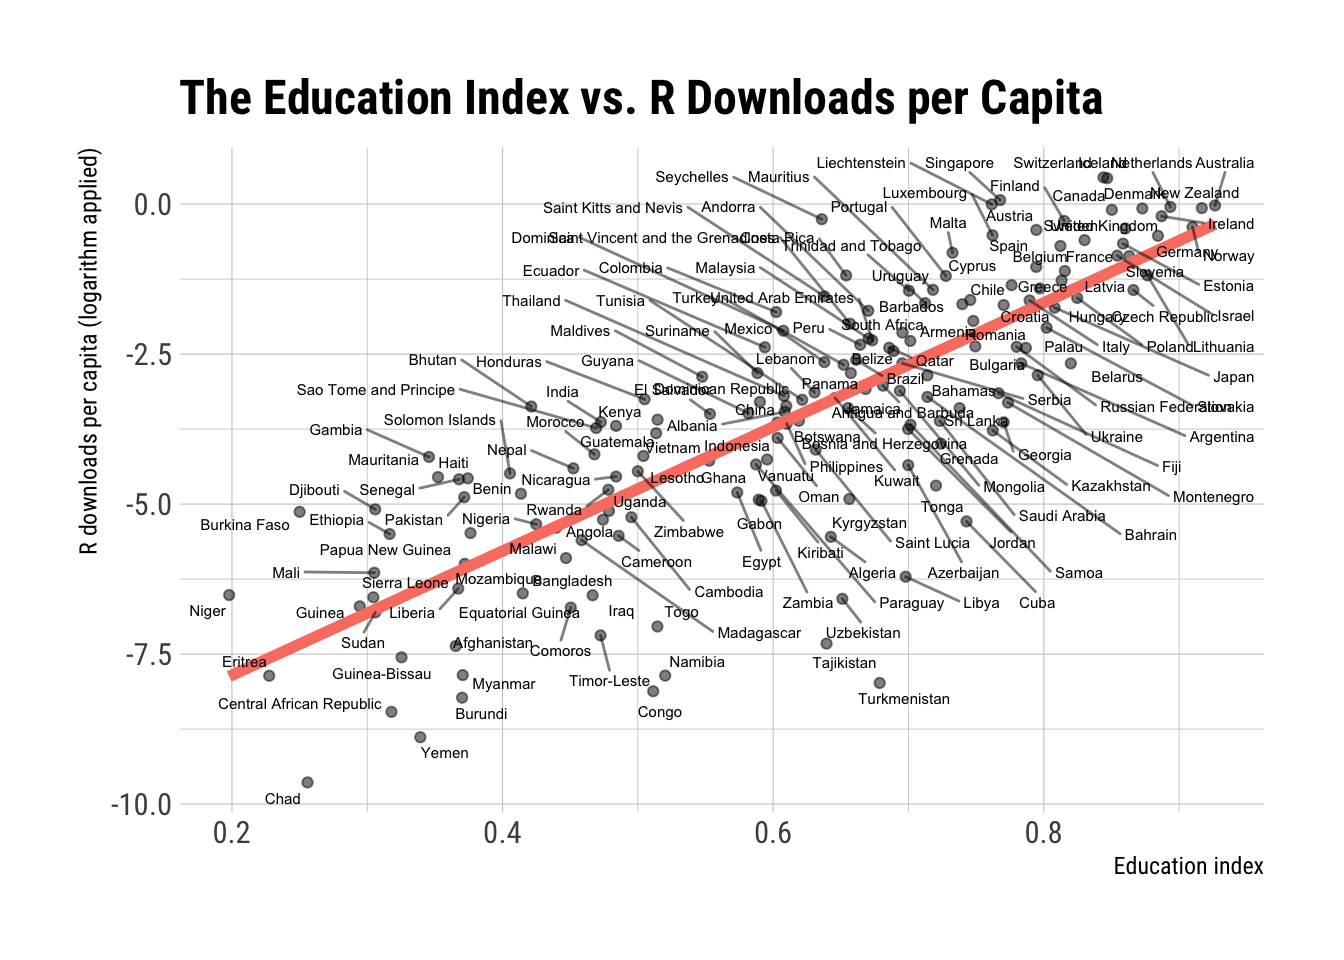 The Education Index vs. R Downloads per Capita
R downloads per capita (logarithm applied)
0.0
-2.5
-5.0
-7.5
-10.0
Liechtenstein
Singapore
Switzerland
Iceland
Netherlands
Australia
Seychelles
Mauritius
Finland
Luxembourg
Canada
Denmark
New Zealand
Saint Kitts and Nevis
Andorra
Portugal
Austria
Malta
Sweden
United Kingdom
Ireland
Dominica
Saint Vincent and the Grenadines
Costa Rica
Trinidad and Tobago
Spain
Belgium
France
Germany
Norway
Ecuador
Colombia
Malaysia
Uruguay
Cyprus
Slovenia
Estonia
Thailand
Tunisia
Turkey
United Arab Emirates
Barbados
Chile
Greece
Latvia
Maldives
Suriname
Mexico
Peru
South Africa
Armenia
Croatia
Hungary
Czech Republic
Israel
Romania
Bhutan
Honduras
Guyana
Lebanon
Belize
Qatar
Bulgaria
Palau
Italy
Poland
Lithuania
Sao Tome and Principe
India
El Salvador
Dominican Republic
Panama
Brazil
Bahamas
Belarus
Japan
Solomon Islands
Morocco
Kenya
Albania
China
Jamaica
Antigua and Barbuda
Sri Lanka
Serbia
Russian Federation
Slovakia
Gambia
Guatemala
Vietnam
Indonesia
Botswana
Bosnia and Herzegovina
Ukraine
Argentina
Mauritania
Haiti
Nepal
Philippines
Grenada
Georgia
Fiji
Djibouti
Senegal
Benin
Nicaragua
Lesotho
Ghana
Vanuatu
Kuwait
Mongolia
Kazakhstan
Montenegro
Burkina Faso
Ethiopia
Pakistan
Nigeria
Rwanda
Uganda
Oman
Tonga
Saudi Arabia
Papua New Guinea
Malawi
Angola
Zimbabwe
Gabon
Kyrgyzstan
Saint Lucia
Jordan
Bahrain
Mali
Sierra Leone
Mozambique
Bangladesh
Cameroon
Egypt
Kiribati
Algeria
Azerbaijan
Samoa
Niger
Guinea
Liberia
Equatorial Guinea
Iraq
Togo
Cambodia
Zambia
Paraguay
Libya
Cuba
Sudan
Afghanistan
Comoros
Madagascar
Uzbekistan
Eritrea
Guinea-Bissau
Myanmar
Timor-Leste
Namibia
Tajikistan
Central African Republic
Burundi
Congo
Turkmenistan
Yemen
Chad
0.2
0.4
0.6
0.8
Education index